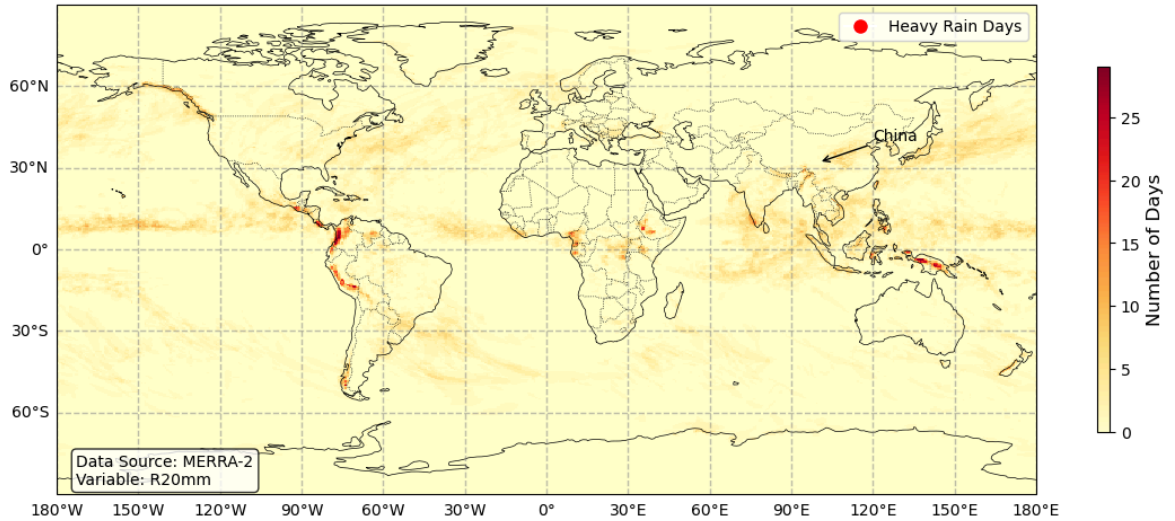 Heavy Rain Days
60°N
30°N
0°
30°S
60°S
China
Data Source: MERRA-2
Variable: R20mm
180°W 150°W 120°W 90°W 60°W 30°W 0° 30°E 60°E 90°E 120°E 150°E 180°E
25
20
15
10
5
0
Number of Days